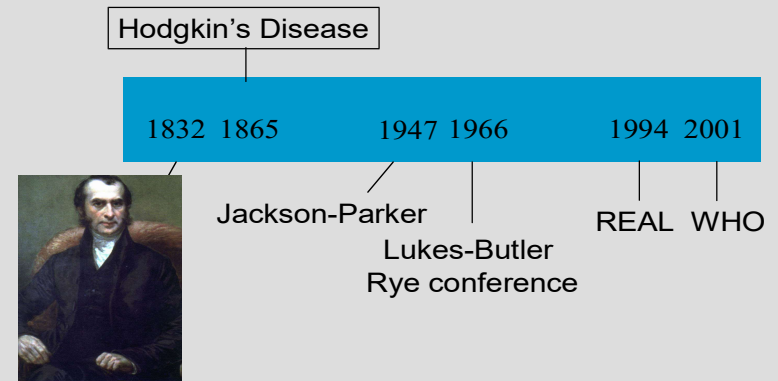 Hodgkin’s Disease
1832 1865 1947 1966 1994 2001
Jackson-Parker
Lukes-Butler
Rye conference
REAL WHO